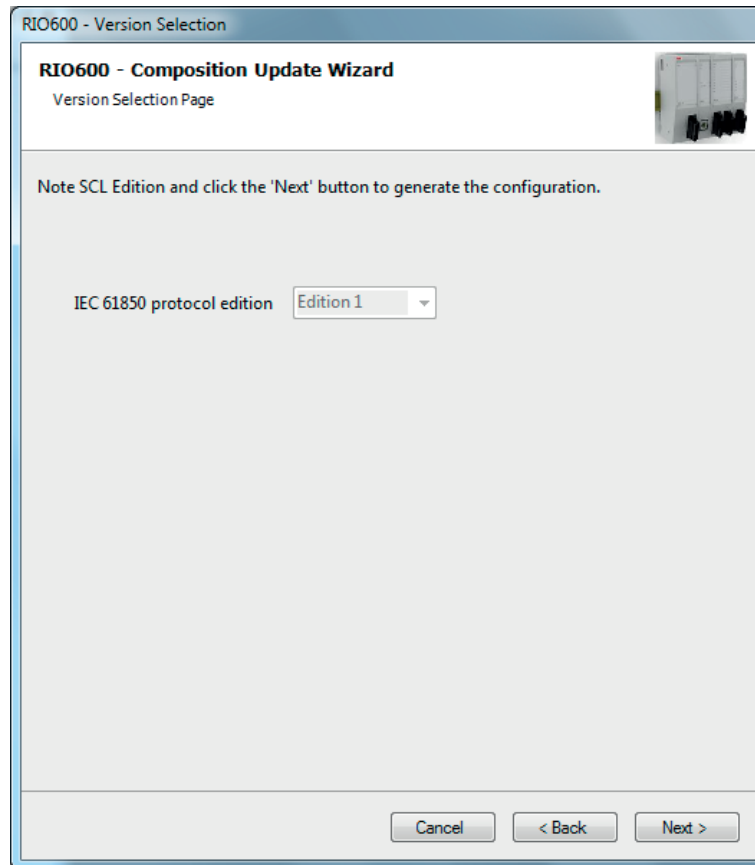 RIO600 - Version Selection
RIO600 - Composition Update Wizard
Version Selection Page
Note SCL Edition and click the 'Next' button to generate the configuration.
IEC 61850 protocol edition
Edition 1
Cancel
< Back
Next >